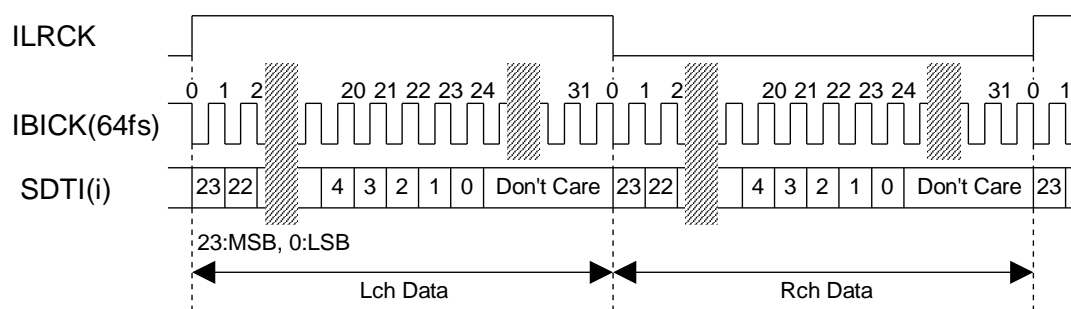 ILRCK
0 1 2 20 21 22 23 24 31 0 1 2 20 21 22 23 24 31 0 1
IBICK(64fs)
SDTI(i) 23 22 4 3 2 1 0 Don't Care 23 22 4 3 2 1 0 Don't Care 23
23:MSB, 0:LSB
Lch Data Rch Data